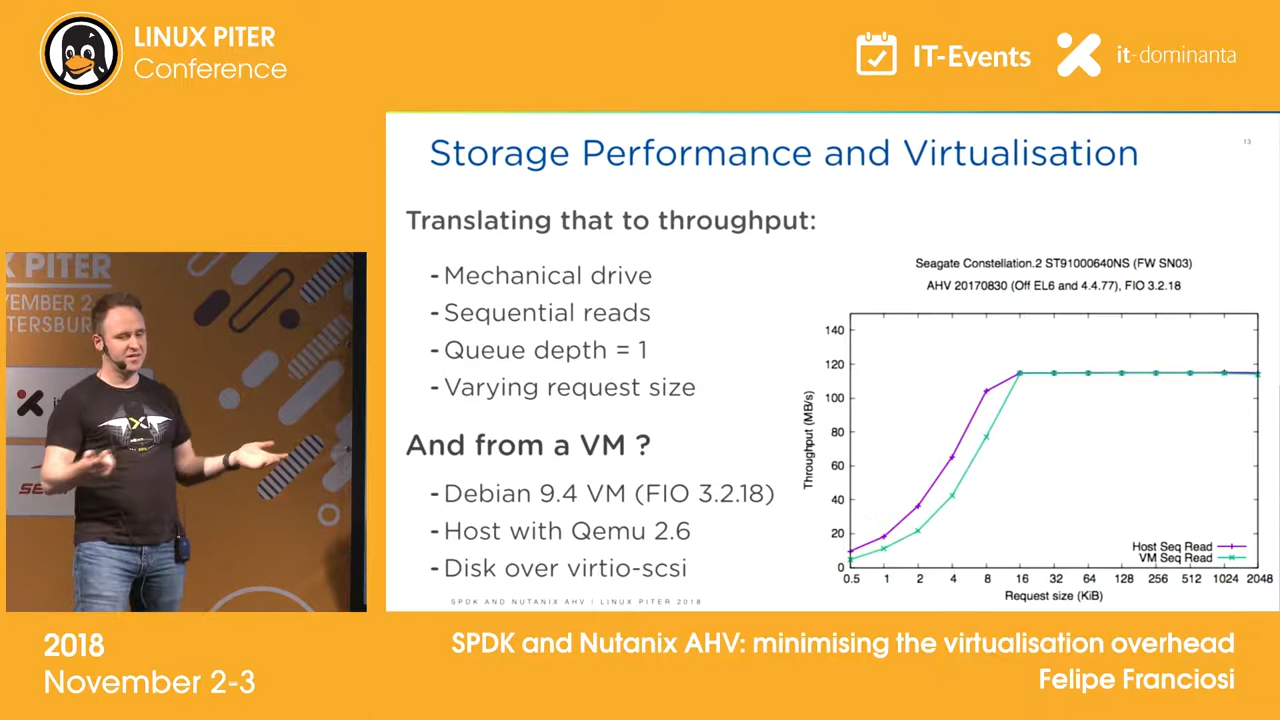 LINUX PITER
Conference
IT-Events
it-dominanta
Storage Performance and Virtualisation
13
Translating that to throughput:
- Mechanical drive
- Sequential reads
- Queue depth = 1
- Varying request size
And from a VM ?
- Debian 9.4 VM (FIO 3.2.18)
- Host with Qemu 2.6
- Disk over virtio-scsi
SPDK AND NUTANIX AHV | LINUX PITER 2018
Seagate Constellation.2 ST91000640NS (FW SN03)
AHV 20170830 (Off EL6 and 4.4.77), FIO 3.2.18
Throughput (MB/s)
140
120
100
80
60
40
20
0
Host Seq Read
VM Seq Read
0.5 1 2 4 8 16 32 64 128 256 512 1024 2048
Request size (KiB)
X PITER
VEMBER 2
TERSBUR
X
2018
November 2-3
SPDK and Nutanix AHV: minimising the virtualisation overhead
Felipe Franciosi